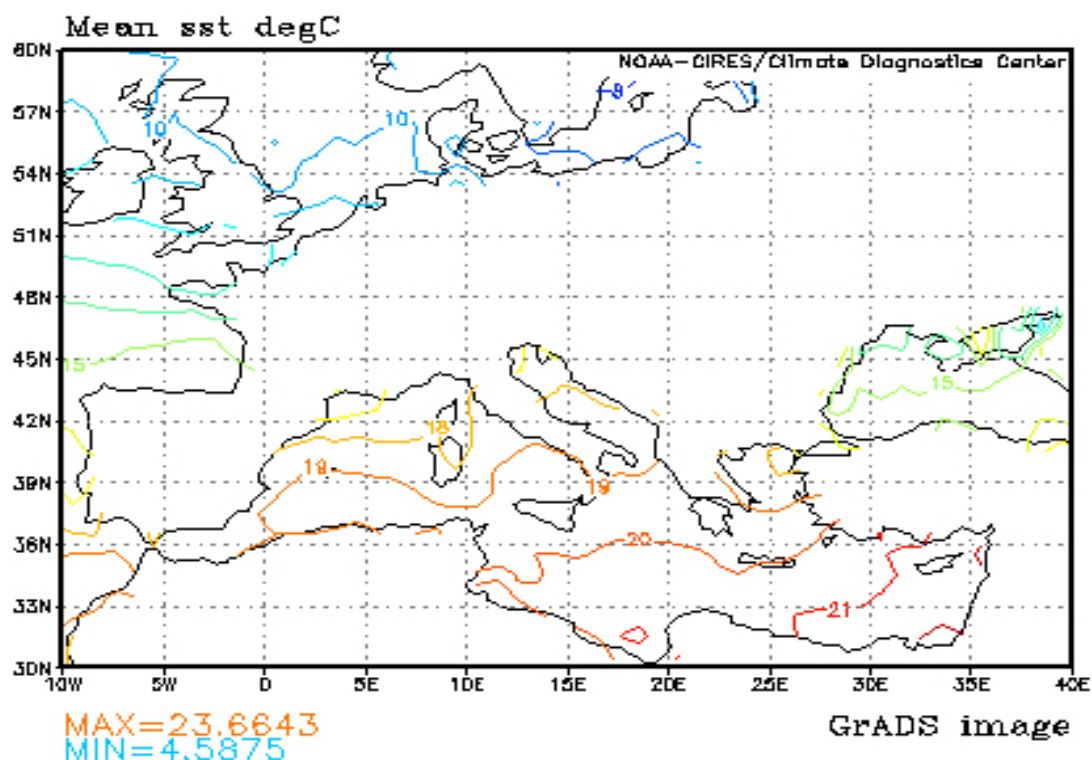 Mean sst degC
60N
NOAA-CIRES/Climate Diagnostics Center
57N
9
10
10
54N
51N
48N
45N
15
15
42N
18
39N
19
19
36N
20
33N
21
30N
10W 5W 0 5E 10E 15E 20E 25E 30E 35E 40E
MAX=23.6643
GrADS image
MIN=4.5875